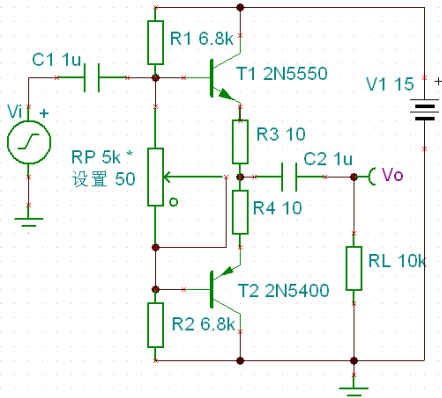 C1 1u
R1 6.8k
T1 2N5550
V1 15
+
Vi +
R3 10
RP 5k *
设置 50
C2 1u
Vo
R4 10
RL 10k
T2 2N5400
R2 6.8k